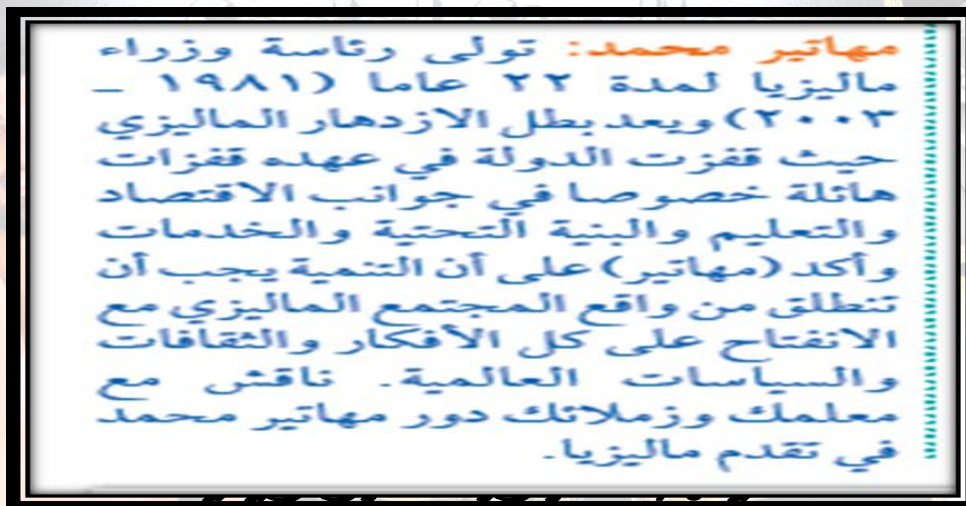 مهاتير محمد: تولى رئاسة وزراء
ماليزيا لمدة ٢٢ عاما (١٩٨١ _
٢٠٠٣) ويعد بطل الازدهار الماليزي
حيث قفزت الدولة في عهده قفزات
هائلة خصوصا في جوانب الاقتصاد
والتعليم والبنية التحتية والخدمات
وأكد (مهاتير) على أن التنمية يجب أن
تنطلق من واقع المجتمع الماليزي مع
الانفتاح على كل الأفكار والثقافات
والسياسات العالمية. ناقش مع
معلمك وزملائك دور مهاتير محمد
في تقدم ماليزيا.